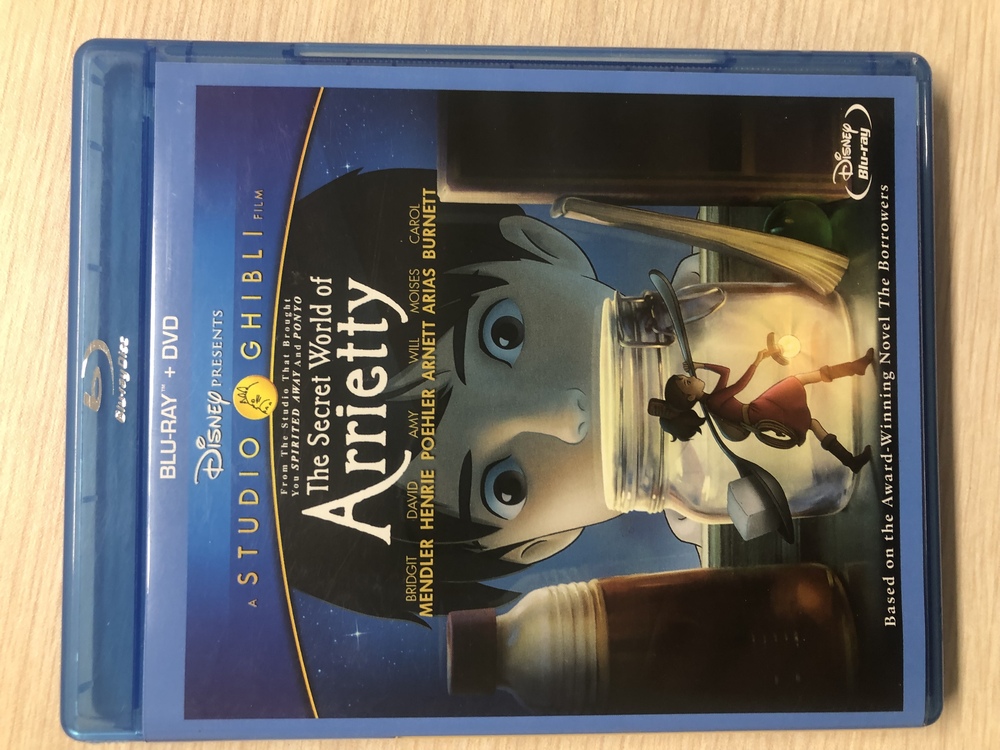 Blu-ray Disc
BLU-RAY™ + DVD
DISNEY PRESENTS
A STUDIO GHIBLI FILM
From The Studio That Brought
You SPIRITED AWAY And PONYO
The Secret World of
Arrietty
BRIDGIT MENDLER DAVID HENRIE AMY POEHLER WILL ARNETT MOISES ARIAS CAROL BURNETT
Disney
Blu-ray
Based on the Award-Winning Novel The Borrowers